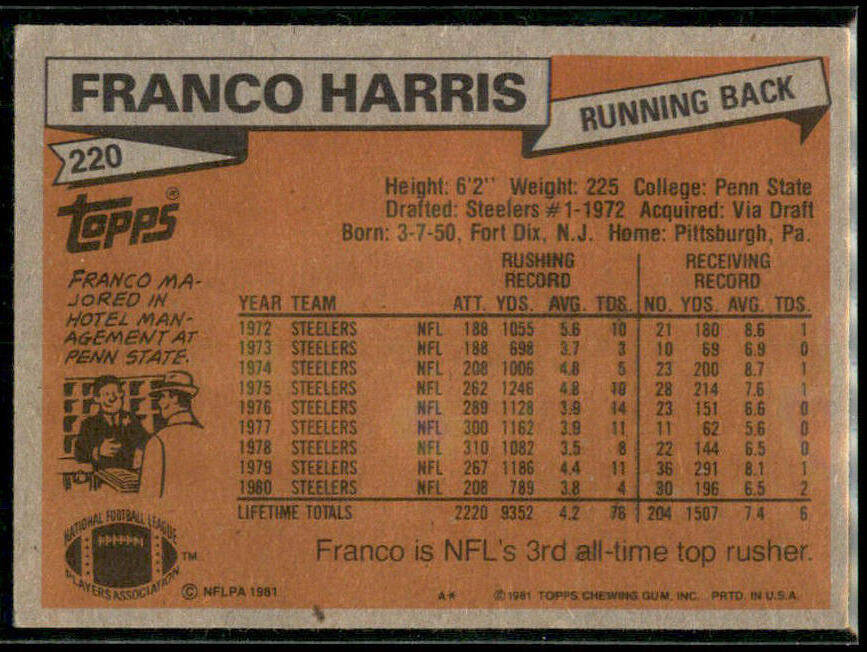 FRANCO HARRIS
RUNNING BACK
220
TOPPS®
Height: 6'2" Weight: 225 College: Penn State
Drafted: Steelers #1-1972 Acquired: Via Draft
Born: 3-7-50, Fort Dix, N.J. Home: Pittsburgh, Pa.
FRANCO MA-
JORED IN
HOTEL MAN-
AGEMENT AT
PENN STATE.
RUSHING RECEIVING
RECORD RECORD
YEAR TEAM ATT. YDS. AVG. TDS. NO. YDS. AVG. TDS.
1972 STEELERS NFL 188 1055 5.6 10 21 180 8.6 1
1973 STEELERS NFL 188 698 3.7 3 10 69 6.9 0
1974 STEELERS NFL 208 1006 4.8 5 23 200 8.7 1
1975 STEELERS NFL 262 1246 4.8 10 28 214 7.6 1
1976 STEELERS NFL 289 1128 3.9 14 23 151 6.6 0
1977 STEELERS NFL 300 1162 3.9 11 11 62 5.6 0
1978 STEELERS NFL 310 1082 3.5 8 22 144 6.5 0
1979 STEELERS NFL 267 1186 4.4 11 36 291 8.1 1
1980 STEELERS NFL 208 789 3.8 4 30 196 6.5 2
LIFETIME TOTALS 2220 9352 4.2 76 204 1507 7.4 6
Franco is NFL's 3rd all-time top rusher.
NATIONAL FOOTBALL LEAGUE
PLAYERS ASSOCIATION
™
© NFLPA 1981
A* © 1981 TOPPS CHEWING GUM, INC. PRTD. IN U.S.A.